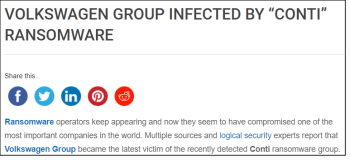 VOLKSWAGEN GROUP INFECTED BY “CONTI”
RANSOMWARE
Share this...
Ransomware operators keep appearing and now they seem to have compromised one of the
most important companies in the world. Multiple sources and logical security experts report that
Volkswagen Group became the latest victim of the recently detected Conti ransomware group.